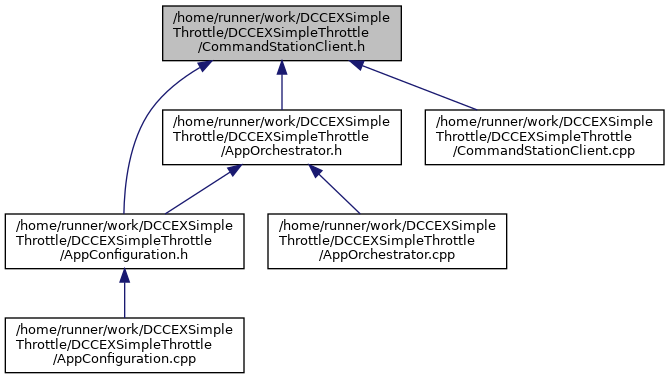 /home/runner/work/DCCEXSimple
Throttle/DCCEXSimpleThrottle
/CommandStationClient.h
/home/runner/work/DCCEXSimple
Throttle/DCCEXSimpleThrottle
/AppOrchestrator.h
/home/runner/work/DCCEXSimple
Throttle/DCCEXSimpleThrottle
/CommandStationClient.cpp
/home/runner/work/DCCEXSimple
Throttle/DCCEXSimpleThrottle
/AppConfiguration.h
/home/runner/work/DCCEXSimple
Throttle/DCCEXSimpleThrottle
/AppOrchestrator.cpp
/home/runner/work/DCCEXSimple
Throttle/DCCEXSimpleThrottle
/AppConfiguration.cpp